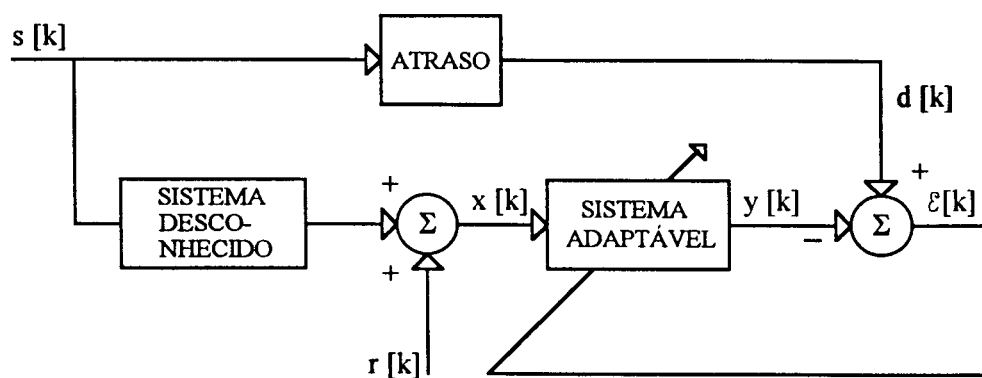 s [k]
ATRASO
d [k]
+
ε[k]
SISTEMA
DESCO-
NHECIDO
+
Σ
+
x [k]
SISTEMA
ADAPTÁVEL
y [k]
−
Σ
r [k]